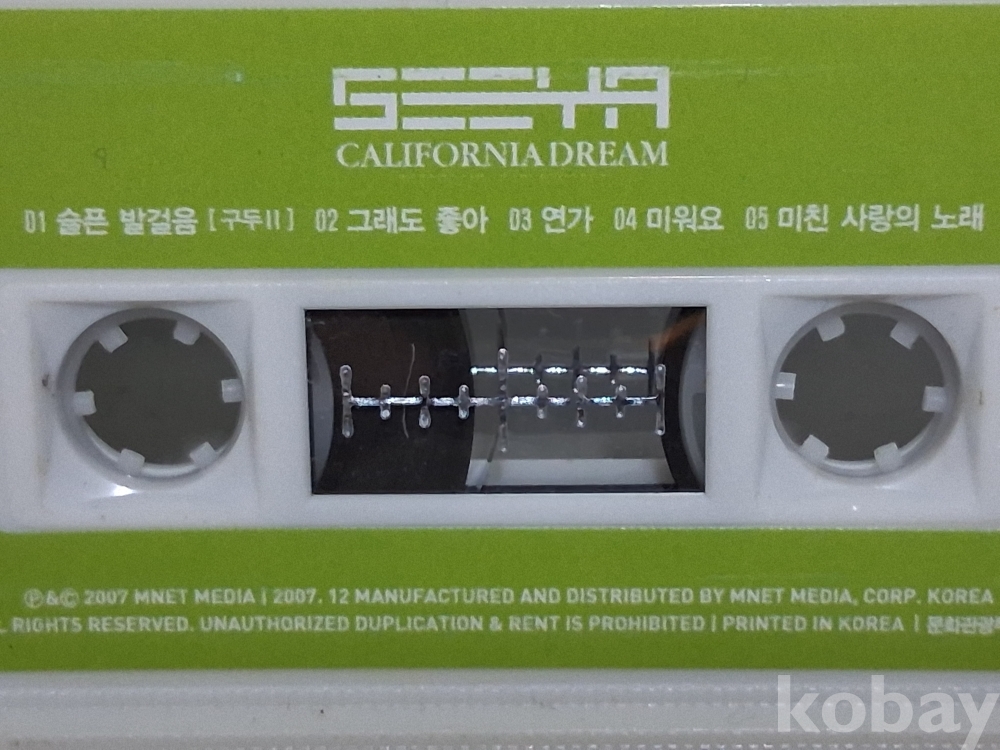 SEEYA
CALIFORNIA DREAM
01 슬픈 발걸음 [구두II] 02 그래도 좋아 03 연가 04 미워요 05 미친 사랑의 노래
℗&© 2007 MNET MEDIA | 2007. 12 MANUFACTURED AND DISTRIBUTED BY MNET MEDIA, CORP. KOREA
RIGHTS RESERVED. UNAUTHORIZED DUPLICATION & RENT IS PROHIBITED | PRINTED IN KOREA |
kobay